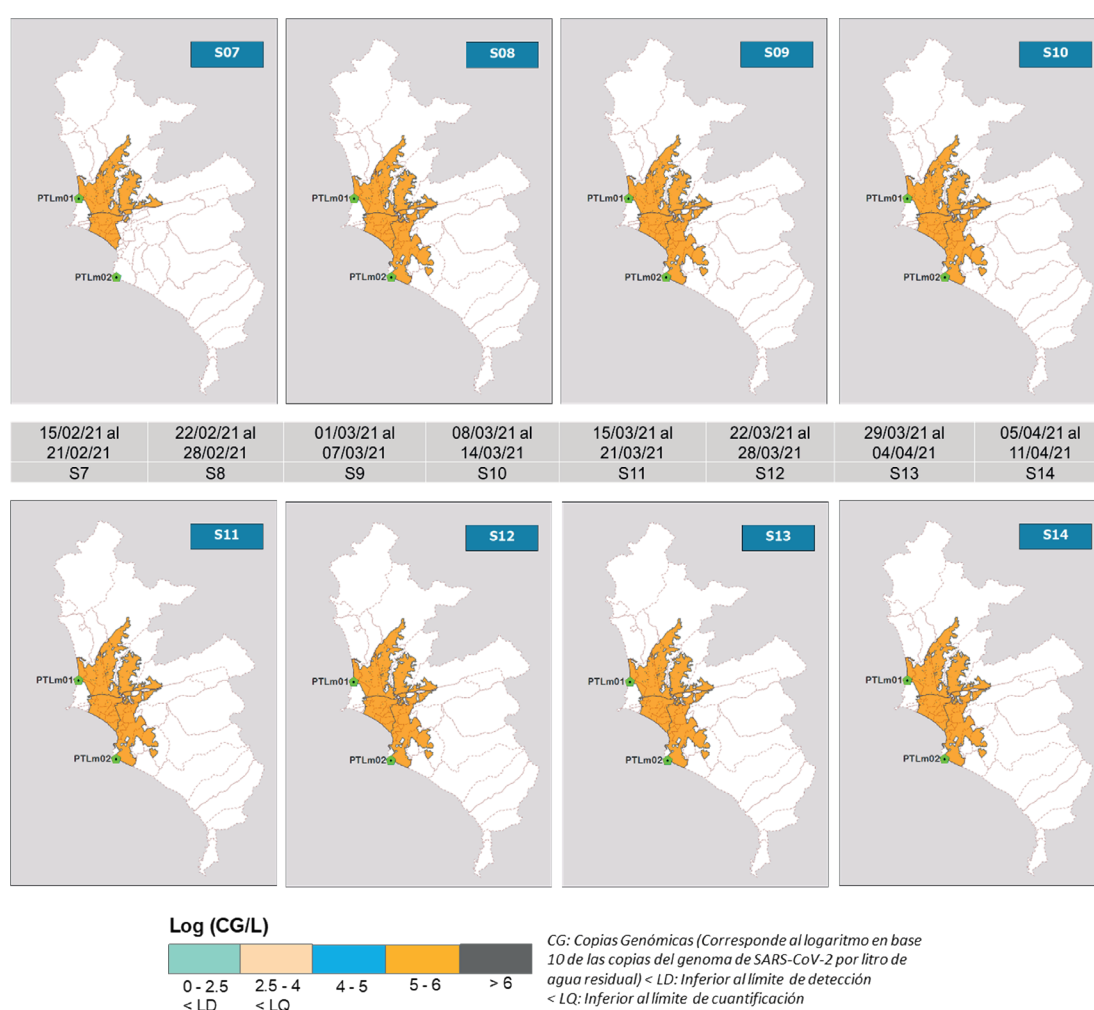 S07
S08
S09
S10
PTLm01
PTLm01
PTLm01
PTLm01
PTLm02
PTLm02
PTLm02
PTLm02
15/02/21 al 22/02/21 al 01/03/21 al 08/03/21 al 15/03/21 al 22/03/21 al 29/03/21 al 05/04/21 al
21/02/21 28/02/21 07/03/21 14/03/21 21/03/21 28/03/21 04/04/21 11/04/21
S7 S8 S9 S10 S11 S12 S13 S14
S11
S12
S13
S14
PTLm01
PTLm01
PTLm01
PTLm01
PTLm02
PTLm02
PTLm02
PTLm02
Log (CG/L)
0 - 2.5 2.5 - 4 4 - 5 5 - 6 > 6
< LD < LQ
CG: Copias Genómicas (Corresponde al logaritmo en base
10 de las copias del genoma de SARS-CoV-2 por litro de
agua residual) < LD: Inferior al límite de detección
< LQ: Inferior al límite de cuantificación